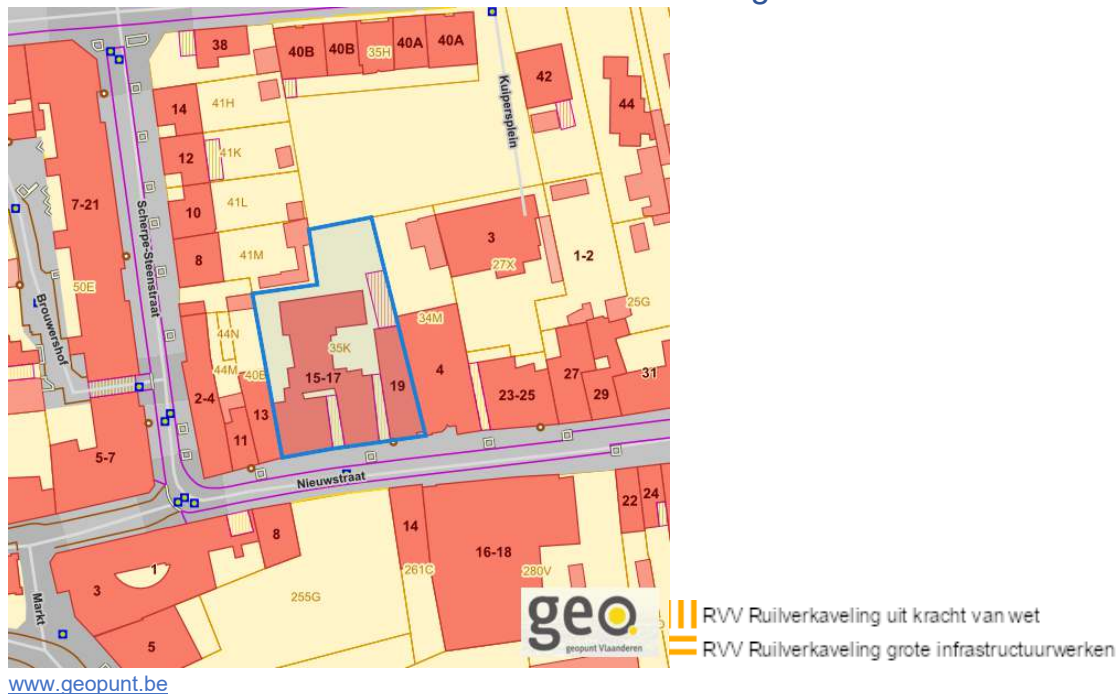 38
40B
40B
35H
40A
40A
42
44
Kuipersplein
14
41H
12
41K
7-21
Scherpe-Steenstraat
10
41L
8
41M
3
27X
1-2
50E
Brouwershof
25G
34M
44N
35K
44M
40E
15-17
19
4
27
31
2-4
13
23-25
29
11
5-7
Nieuwstraat
22
24
8
14
16-18
1
3
261C
280V
Markt
255G
5
geo
geopunt Vlaanderen
RVV Ruilverkaveling uit kracht van wet
RVV Ruilverkaveling grote infrastructuurwerken
www.geopunt.be